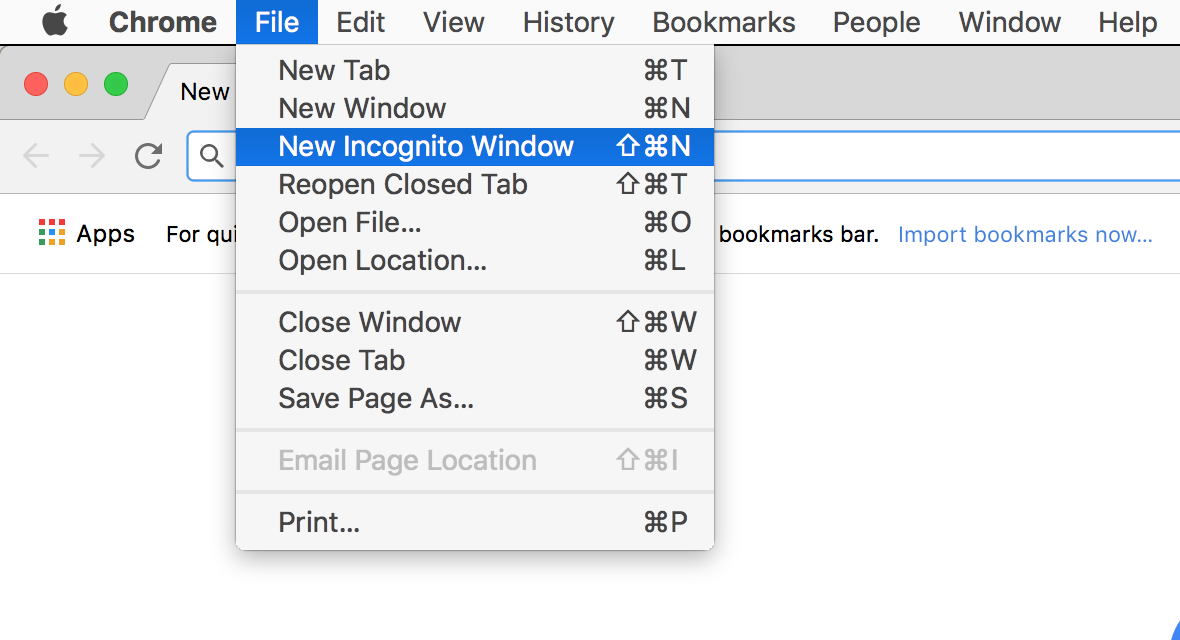 Chrome File Edit View History Bookmarks People Window Help
New
New Tab ⌘T
New Window ⌘N
New Incognito Window ⇧⌘N
Reopen Closed Tab ⇧⌘T
Open File... ⌘O
Open Location... ⌘L
Close Window ⇧⌘W
Close Tab ⌘W
Save Page As... ⌘S
Email Page Location ⇧⌘I
Print... ⌘P
Apps For bookmarks bar. Import bookmarks now...